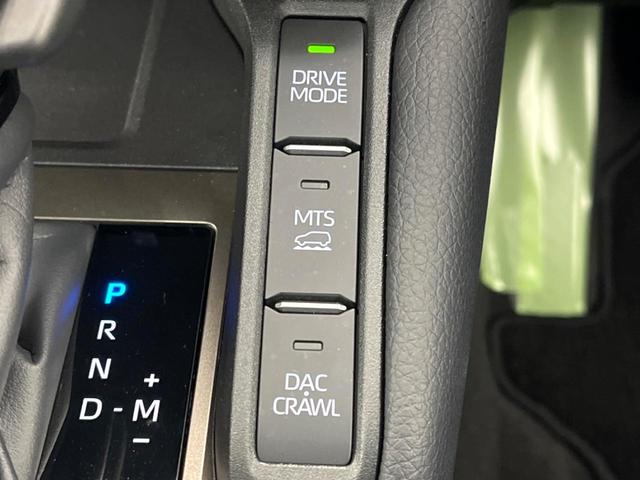 DRIVE
MODE
MTS
DAC
CRAWL
P
R
N
+
D - M
−